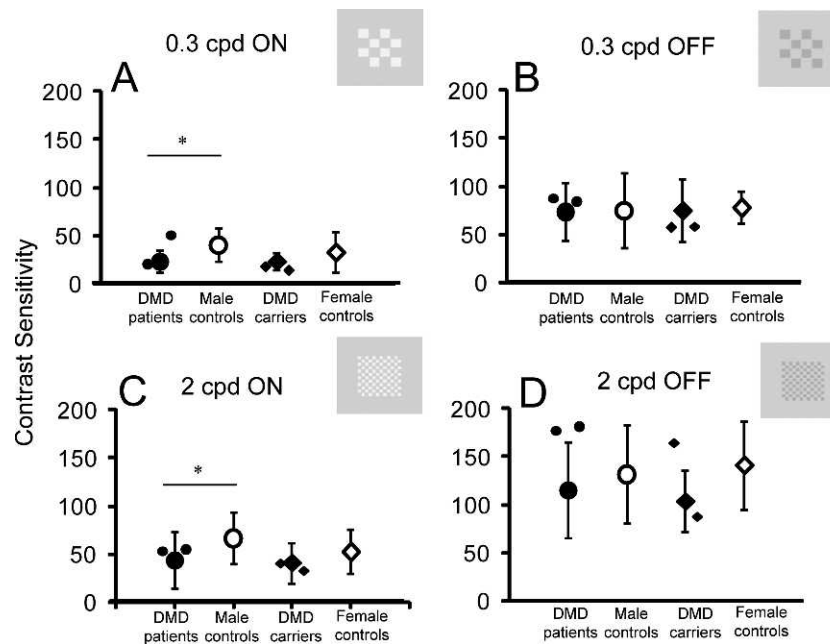 A
0.3 cpd ON
B
0.3 cpd OFF
Contrast Sensitivity
200
150
100
50
0
*
DMD patients
Male controls
DMD carriers
Female controls
200
150
100
50
0
DMD patients
Male controls
DMD carriers
Female controls
C
2 cpd ON
D
2 cpd OFF
200
150
100
50
0
*
DMD patients
Male controls
DMD carriers
Female controls
200
150
100
50
0
DMD patients
Male controls
DMD carriers
Female controls